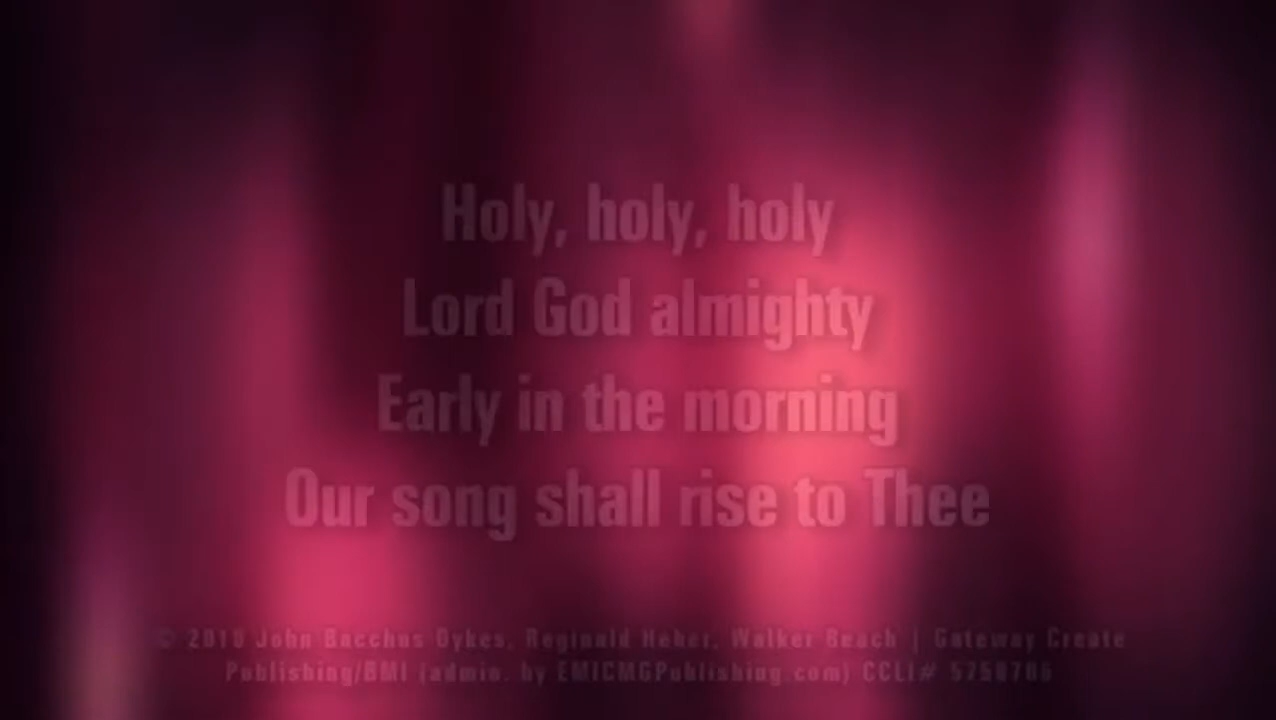 Holy, holy, holy
Lord God almighty
Early in the morning
Our song shall rise to Thee
© 2010 John Bacchus Dykes, Reginald Heber, Walker Beach | Gateway Create
Publishing/BMI (admin. by EMICMGPublishing.com) CCLI#